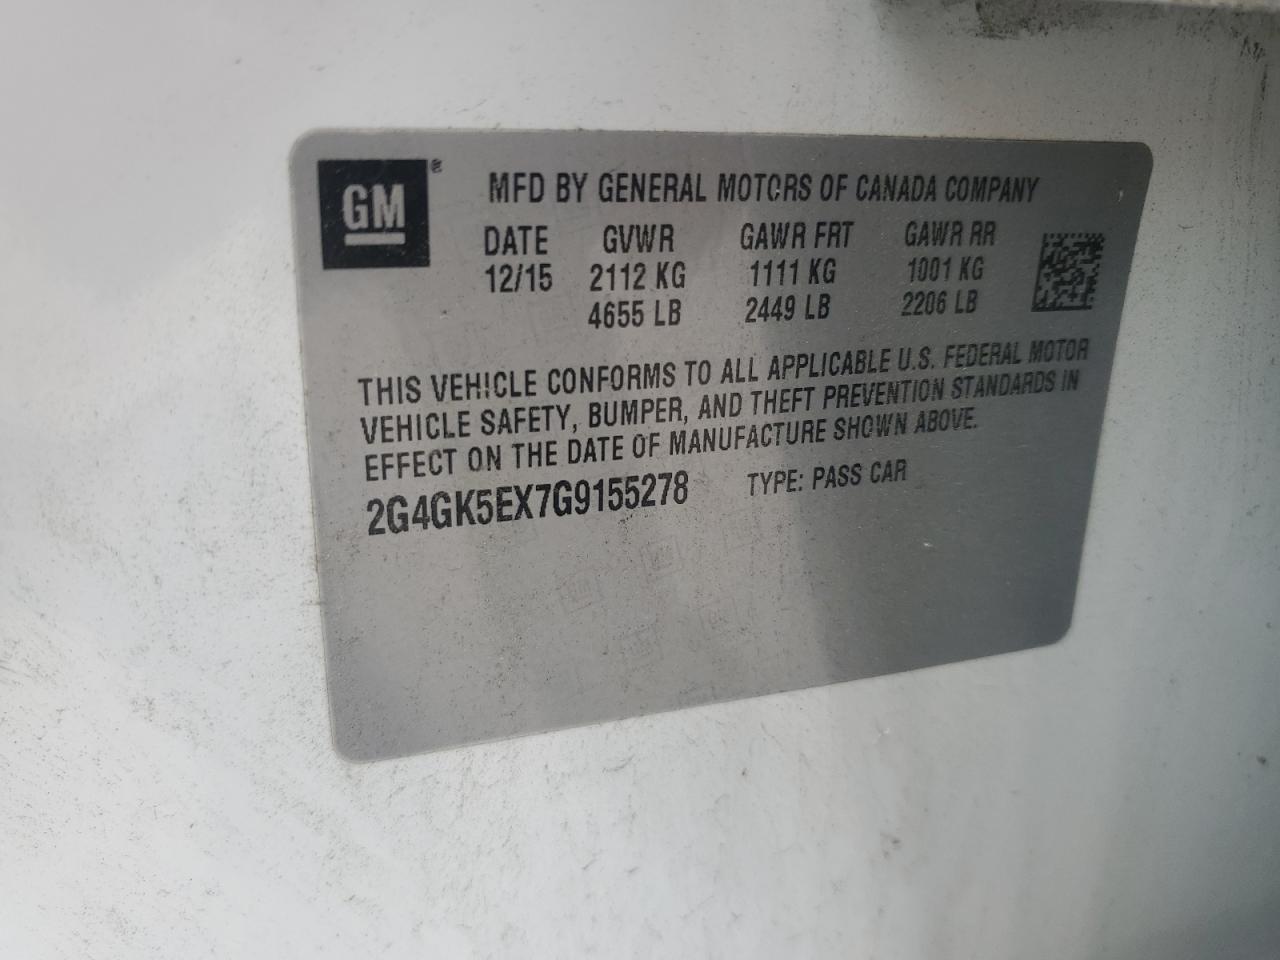 GM ®
MFD BY GENERAL MOTORS OF CANADA COMPANY
DATE GVWR GAWR FRT GAWR RR
12/15 2112 KG 1111 KG 1001 KG
4655 LB 2449 LB 2206 LB
THIS VEHICLE CONFORMS TO ALL APPLICABLE U.S. FEDERAL MOTOR
VEHICLE SAFETY, BUMPER, AND THEFT PREVENTION STANDARDS IN
EFFECT ON THE DATE OF MANUFACTURE SHOWN ABOVE.
2G4GK5EX7G9155278 TYPE: PASS CAR